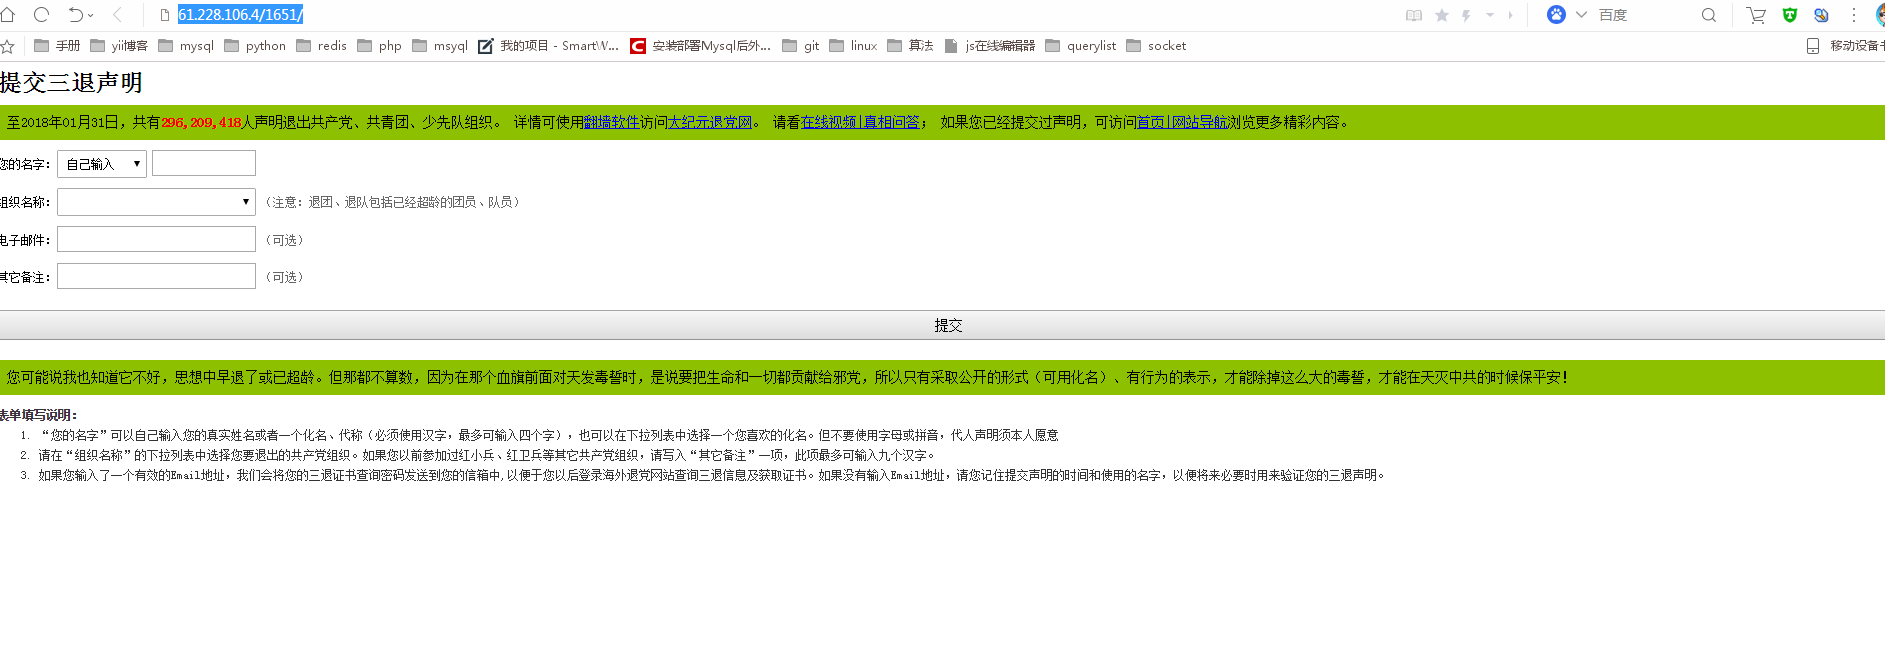 61.228.106.4/1651/
百度
手册 yii博客 mysql python redis php msyql 我的项目 - SmartW... 安装部署Mysql后外... git linux 算法 js在线编辑器 querylist socket 移动设备
提交三退声明
至2018年01月31日，共有296,209,418人声明退出共产党、共青团、少先队组织。 详情可使用翻墙软件访问大纪元退党网。 请看在线视频|真相问答； 如果您已经提交过声明，可访问首页|网站导航浏览更多精彩内容。
您的名字： 自己输入
组织名称： （注意：退团、退队包括已经超龄的团员、队员）
电子邮件： （可选）
其它备注： （可选）
提交
您可能说我也知道它不好，思想中早退了或已超龄。但那都不算数，因为在那个血旗前面对天发毒誓时，是说要把生命和一切都贡献给邪党，所以只有采取公开的形式（可用化名）、有行为的表示，才能除掉这么大的毒誓，才能在天灭中共的时候保平安！
表单填写说明：
1. “您的名字”可以自己输入您的真实姓名或者一个化名、代称（必须使用汉字，最多可输入四个字），也可以在下拉列表中选择一个您喜欢的化名。但不要使用字母或拼音，代人声明须本人愿意
2. 请在“组织名称”的下拉列表中选择您要退出的共产党组织。如果您以前参加过红小兵、红卫兵等其它共产党组织，请写入“其它备注”一项，此项最多可输入九个汉字。
3. 如果您输入了一个有效的Email地址，我们会将您的三退证书查询密码发送到您的信箱中,以便于您以后登录海外退党网站查询三退信息及获取证书。如果没有输入Email地址，请您记住提交声明的时间和使用的名字，以便将来必要时用来验证您的三退声明。